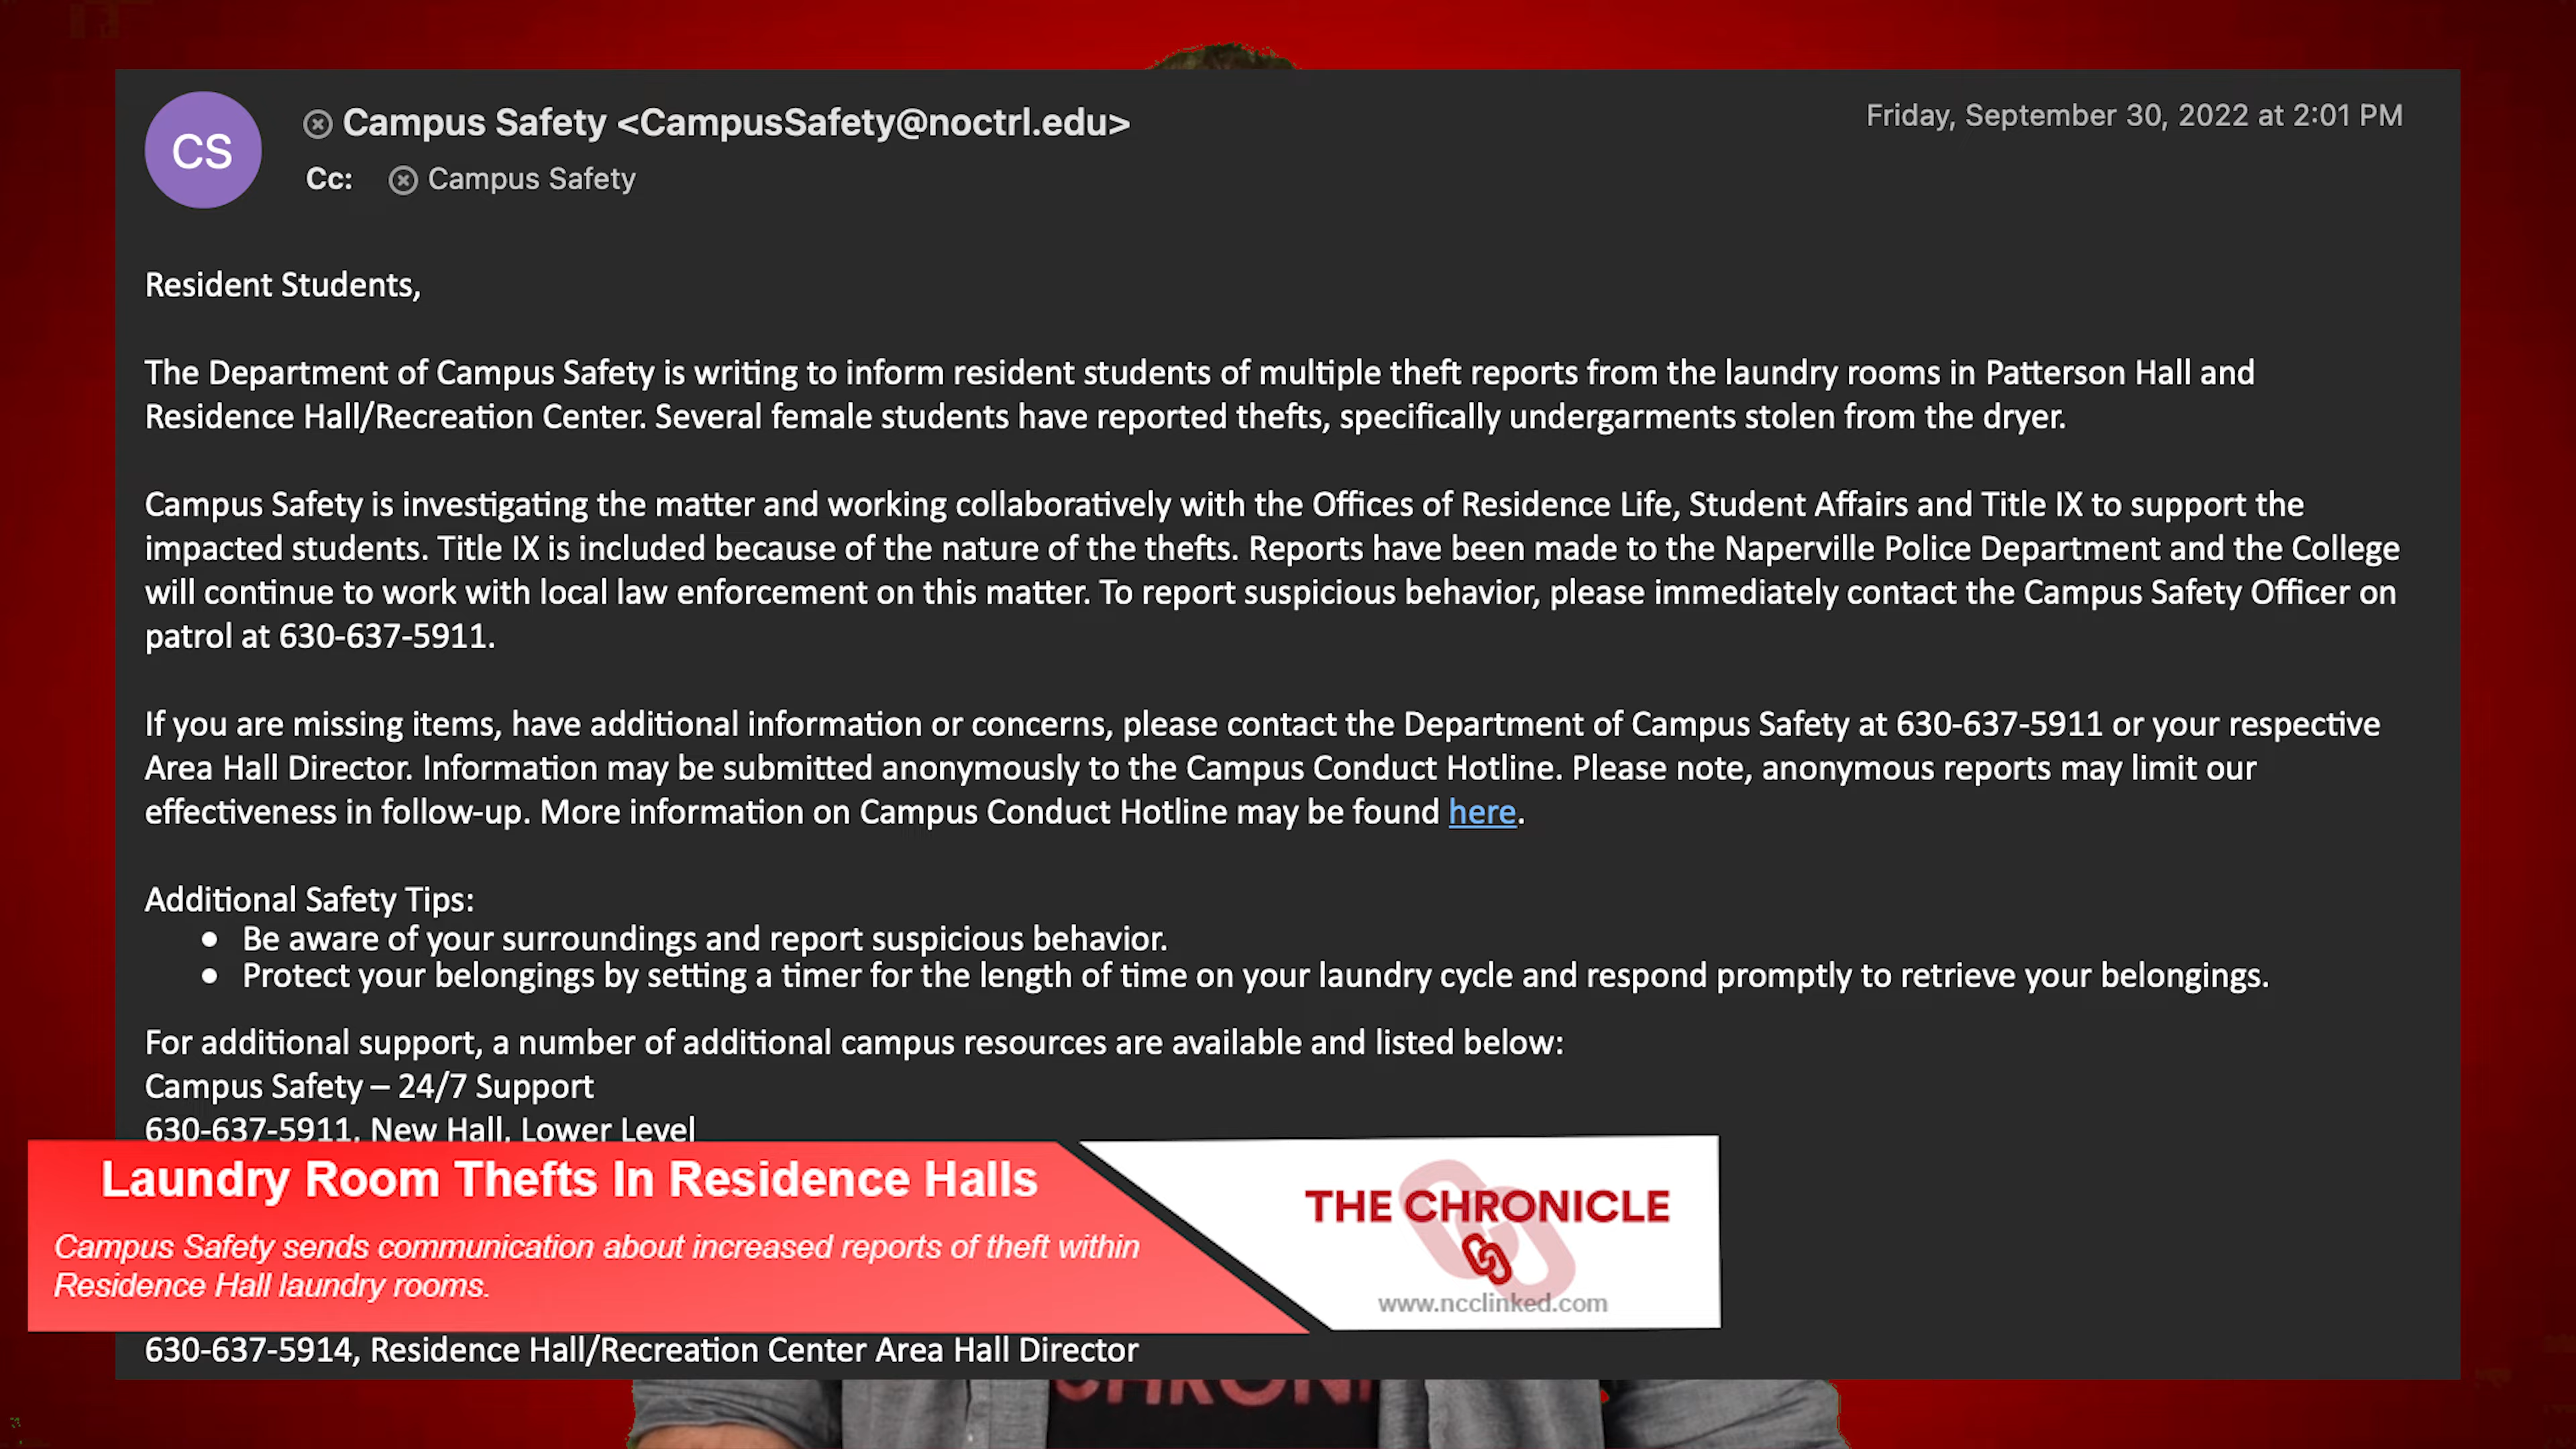 CS
Campus Safety <CampusSafety@noctrl.edu>
Friday, September 30, 2022 at 2:01 PM
Cc: Campus Safety
Resident Students,
The Department of Campus Safety is writing to inform resident students of multiple theft reports from the laundry rooms in Patterson Hall and
Residence Hall/Recreation Center. Several female students have reported thefts, specifically undergarments stolen from the dryer.
Campus Safety is investigating the matter and working collaboratively with the Offices of Residence Life, Student Affairs and Title IX to support the
impacted students. Title IX is included because of the nature of the thefts. Reports have been made to the Naperville Police Department and the College
will continue to work with local law enforcement on this matter. To report suspicious behavior, please immediately contact the Campus Safety Officer on
patrol at 630-637-5911.
If you are missing items, have additional information or concerns, please contact the Department of Campus Safety at 630-637-5911 or your respective
Area Hall Director. Information may be submitted anonymously to the Campus Conduct Hotline. Please note, anonymous reports may limit our
effectiveness in follow-up. More information on Campus Conduct Hotline may be found here.
Additional Safety Tips:
● Be aware of your surroundings and report suspicious behavior.
● Protect your belongings by setting a timer for the length of time on your laundry cycle and respond promptly to retrieve your belongings.
For additional support, a number of additional campus resources are available and listed below:
Campus Safety – 24/7 Support
630-637-5911, New Hall, Lower Level
Laundry Room Thefts In Residence Halls
Campus Safety sends communication about increased reports of theft within
Residence Hall laundry rooms.
THE CHRONICLE
www.ncclinked.com
630-637-5914, Residence Hall/Recreation Center Area Hall Director